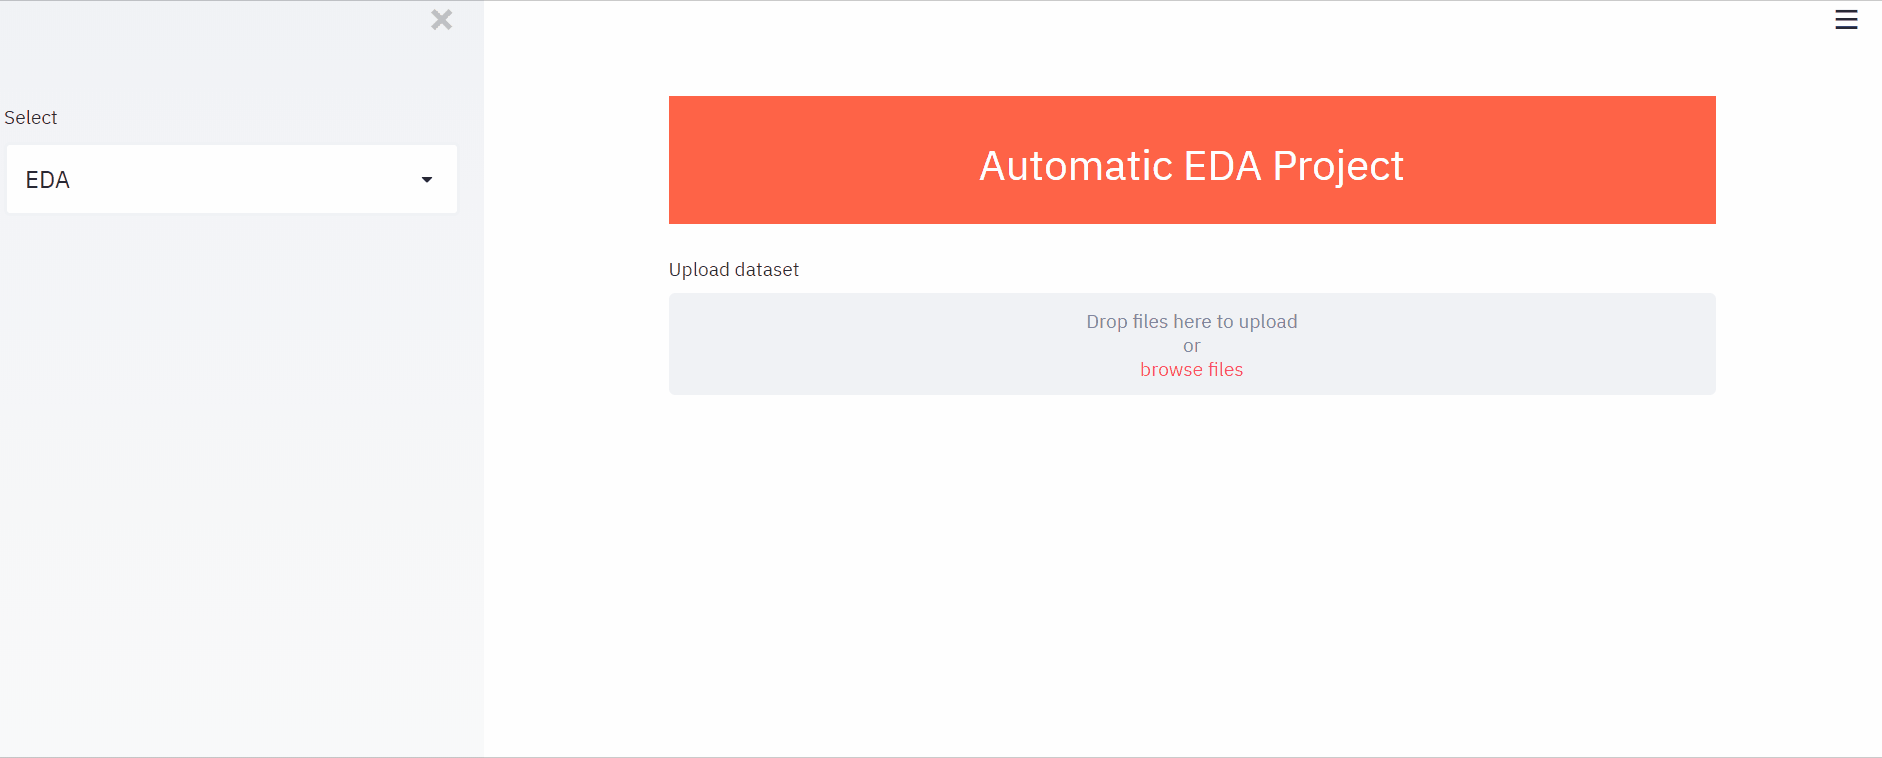 Select
EDA
Automatic EDA Project
Upload dataset
Drop files here to upload
or
browse files